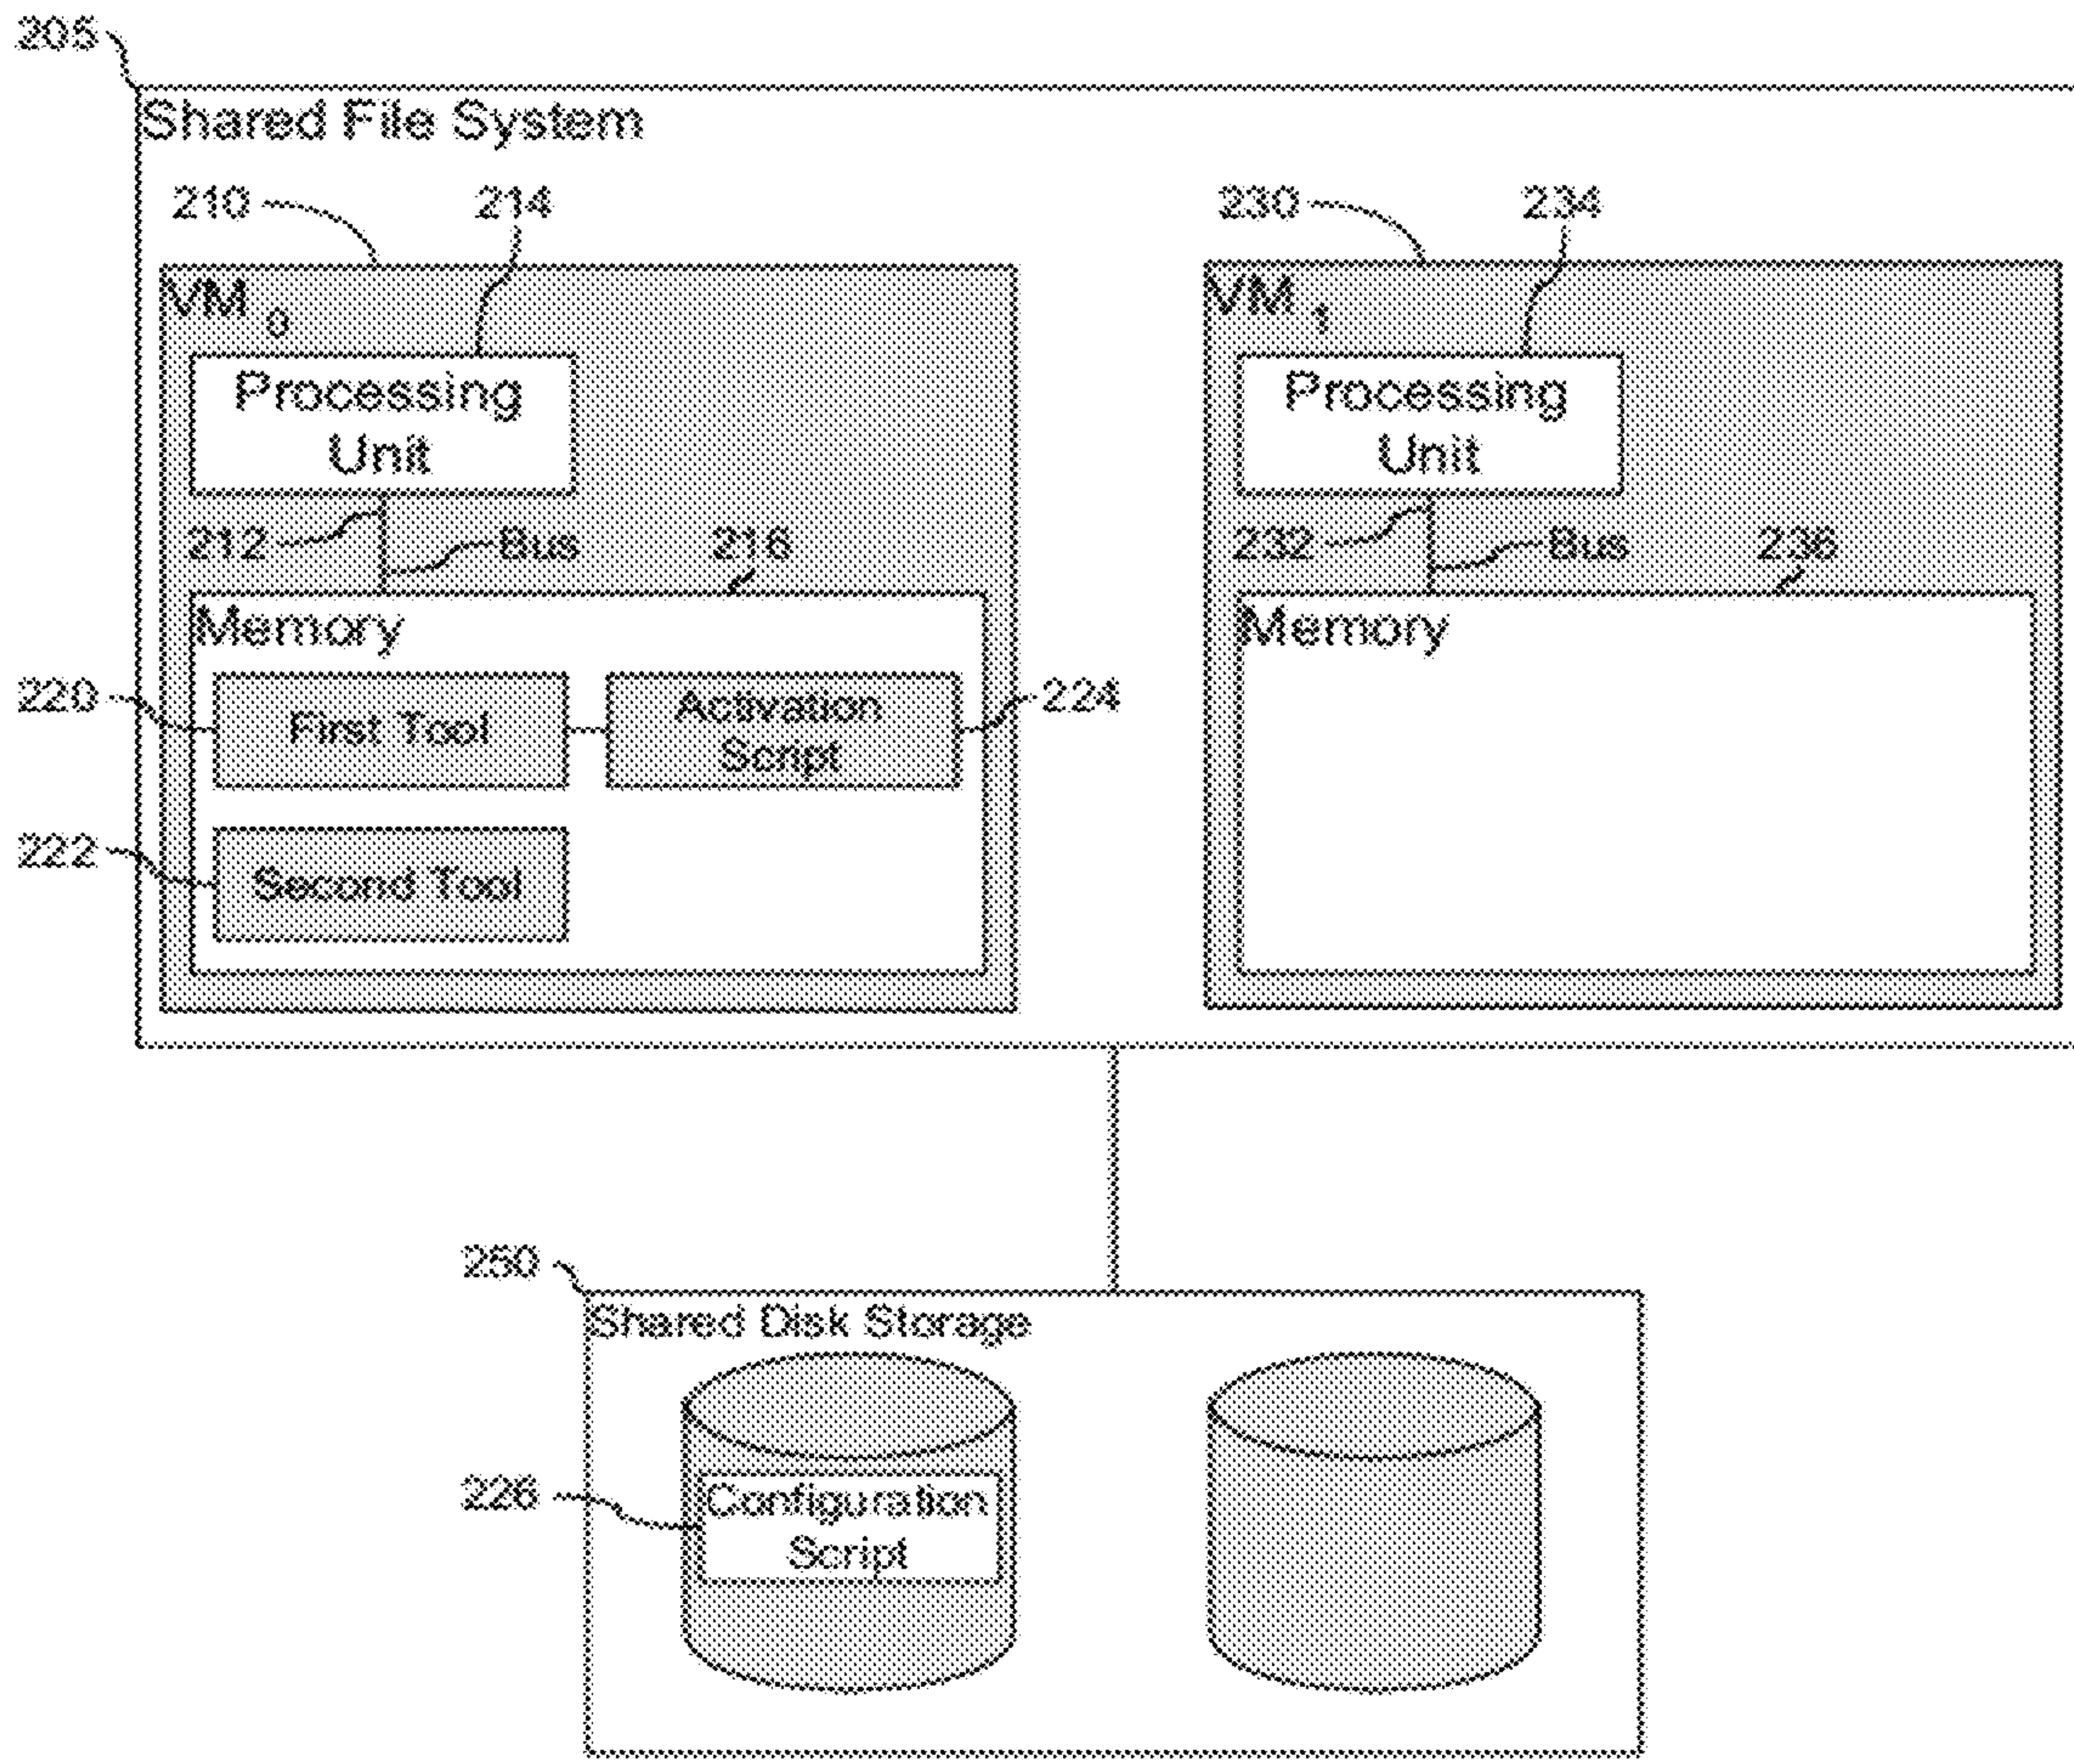 205
Shared File System
210
214
230
234
VM 0
VM 1
Processing
Unit
Processing
Unit
212
Bus
216
232
Bus
236
Memory
Memory
220
First Tool
Activation
Script
224
222
Second Tool
250
Shared Disk Storage
226
Configuration
Script